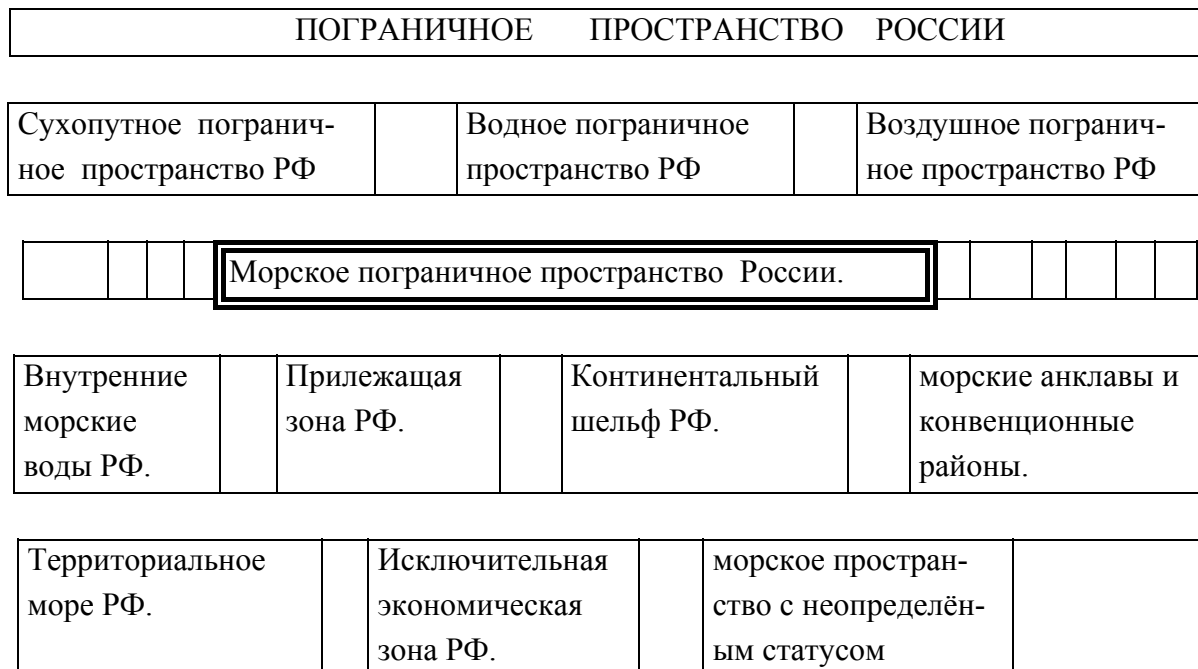 ПОГРАНИЧНОЕ ПРОСТРАНСТВО РОССИИ
Сухопутное погранич-
ное пространство РФ
Водное пограничное
пространство РФ
Воздушное погранич-
ное пространство РФ
Морское пограничное пространство России.
Внутренние
морские
воды РФ.
Прилежащая
зона РФ.
Континентальный
шельф РФ.
морские анклавы и
конвенционные
районы.
Территориальное
море РФ.
Исключительная
экономическая
зона РФ.
морское простран-
ство с неопределён-
ым статусом